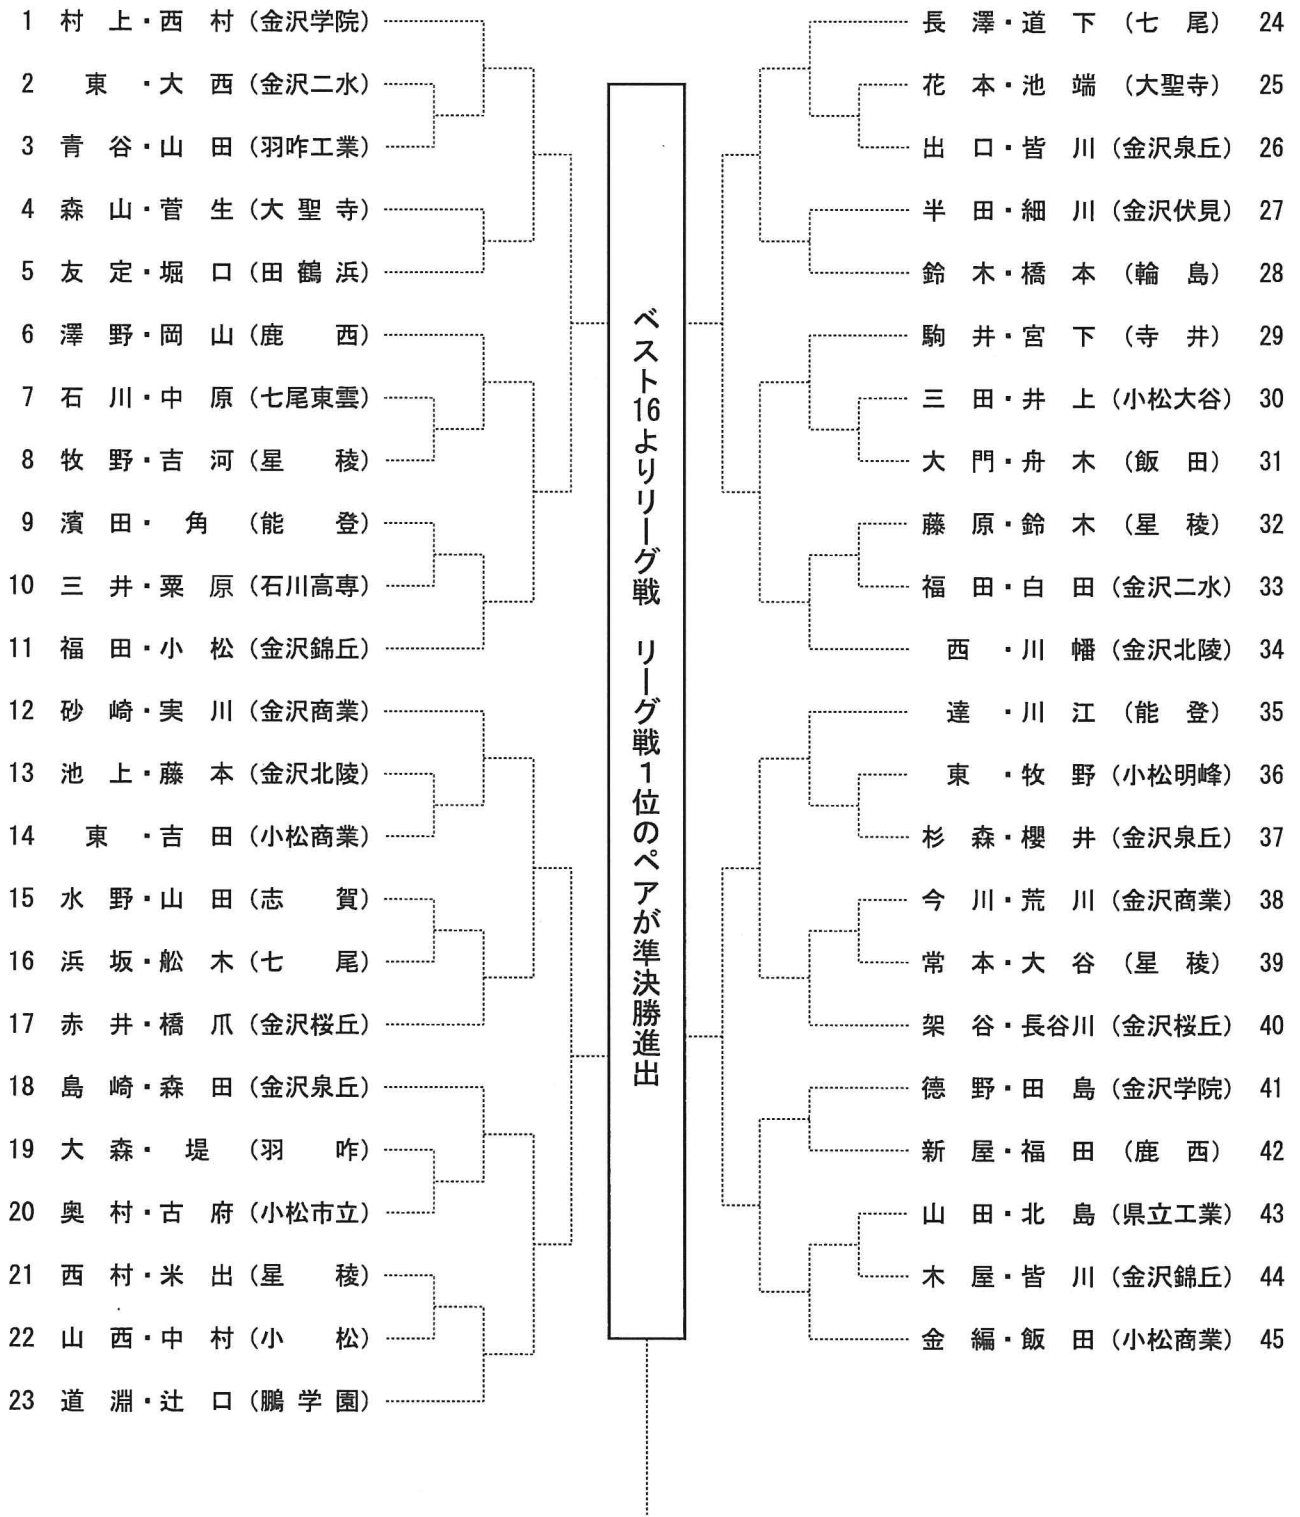 1 村 上・西 村 (金沢学院)
2 東 ・大 西 (金沢二水)
3 青 谷・山 田 (羽咋工業)
4 森 山・菅 生 (大 聖 寺)
5 友 定・堀 口 (田 鶴 浜)
6 澤 野・岡 山 (鹿 西)
7 石 川・中 原 (七尾東雲)
8 牧 野・吉 河 (星 稜)
9 濱 田・ 角 (能 登)
10 三 井・粟 原 (石川高専)
11 福 田・小 松 (金沢錦丘)
12 砂 崎・実 川 (金沢商業)
13 池 上・藤 本 (金沢北陵)
14 東 ・吉 田 (小松商業)
15 水 野・山 田 (志 賀)
16 浜 坂・舩 木 (七 尾)
17 赤 井・橋 爪 (金沢桜丘)
18 島 崎・森 田 (金沢泉丘)
19 大 森・ 堤 (羽 咋)
20 奥 村・古 府 (小松市立)
21 西 村・米 出 (星 稜)
22 山 西・中 村 (小 松)
23 道 淵・辻 口 (鵬 学 園)
ベスト16よりリーグ戦 リーグ戦1位のペアが準決勝進出
長 澤・道 下 (七 尾) 24
花 本・池 端 (大聖寺) 25
出 口・皆 川 (金沢泉丘) 26
半 田・細 川 (金沢伏見) 27
鈴 木・橋 本 (輪 島) 28
駒 井・宮 下 (寺 井) 29
三 田・井 上 (小松大谷) 30
大 門・舟 木 (飯 田) 31
藤 原・鈴 木 (星 稜) 32
福 田・白 田 (金沢二水) 33
西 ・川 幡 (金沢北陵) 34
達 ・川 江 (能 登) 35
東 ・牧 野 (小松明峰) 36
杉 森・櫻 井 (金沢泉丘) 37
今 川・荒 川 (金沢商業) 38
常 本・大 谷 (星 稜) 39
架 谷・長谷川 (金沢桜丘) 40
德 野・田 島 (金沢学院) 41
新 屋・福 田 (鹿 西) 42
山 田・北 島 (県立工業) 43
木 屋・皆 川 (金沢錦丘) 44
金 編・飯 田 (小松商業) 45